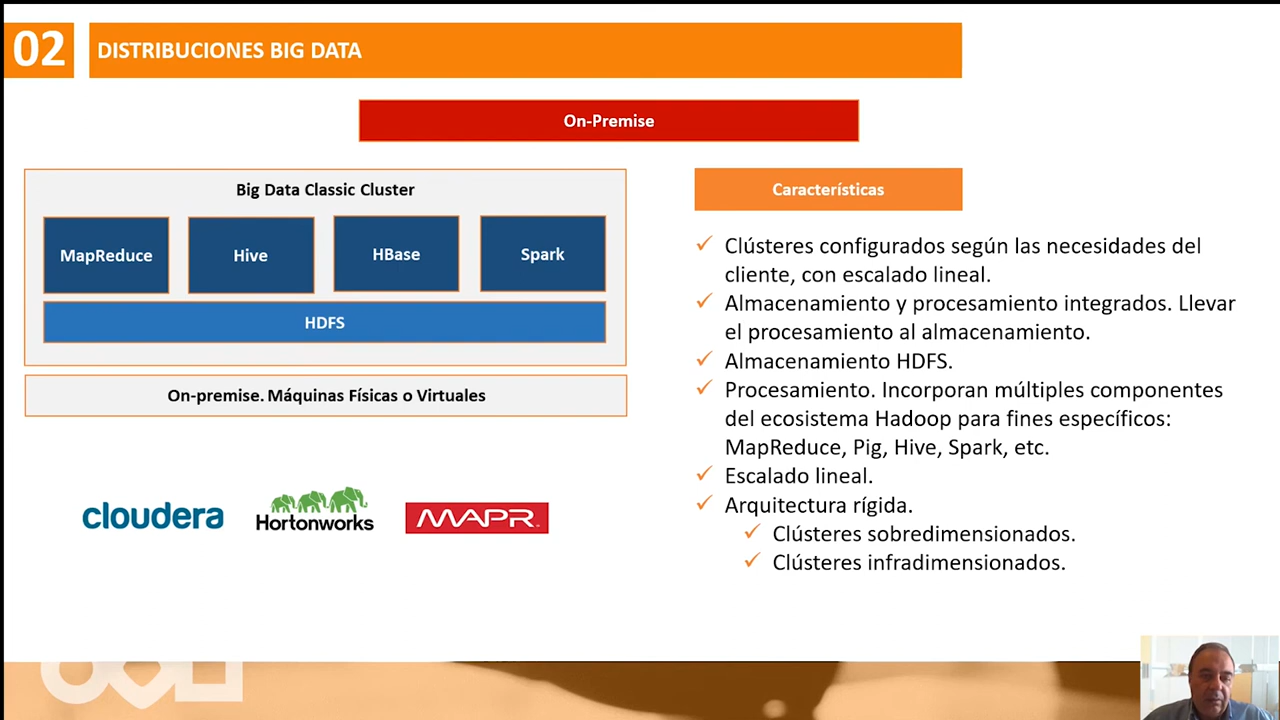 02
DISTRIBUCIONES BIG DATA
On-Premise
Big Data Classic Cluster
MapReduce
Hive
HBase
Spark
HDFS
On-premise. Máquinas Físicas o Virtuales
cloudera
Hortonworks
MAPR
Características
Clústeres configurados según las necesidades del
cliente, con escalado lineal.
Almacenamiento y procesamiento integrados. Llevar
el procesamiento al almacenamiento.
Almacenamiento HDFS.
Procesamiento. Incorporan múltiples componentes
del ecosistema Hadoop para fines específicos:
MapReduce, Pig, Hive, Spark, etc.
Escalado lineal.
Arquitectura rígida.
Clústeres sobredimensionados.
Clústeres infradimensionados.